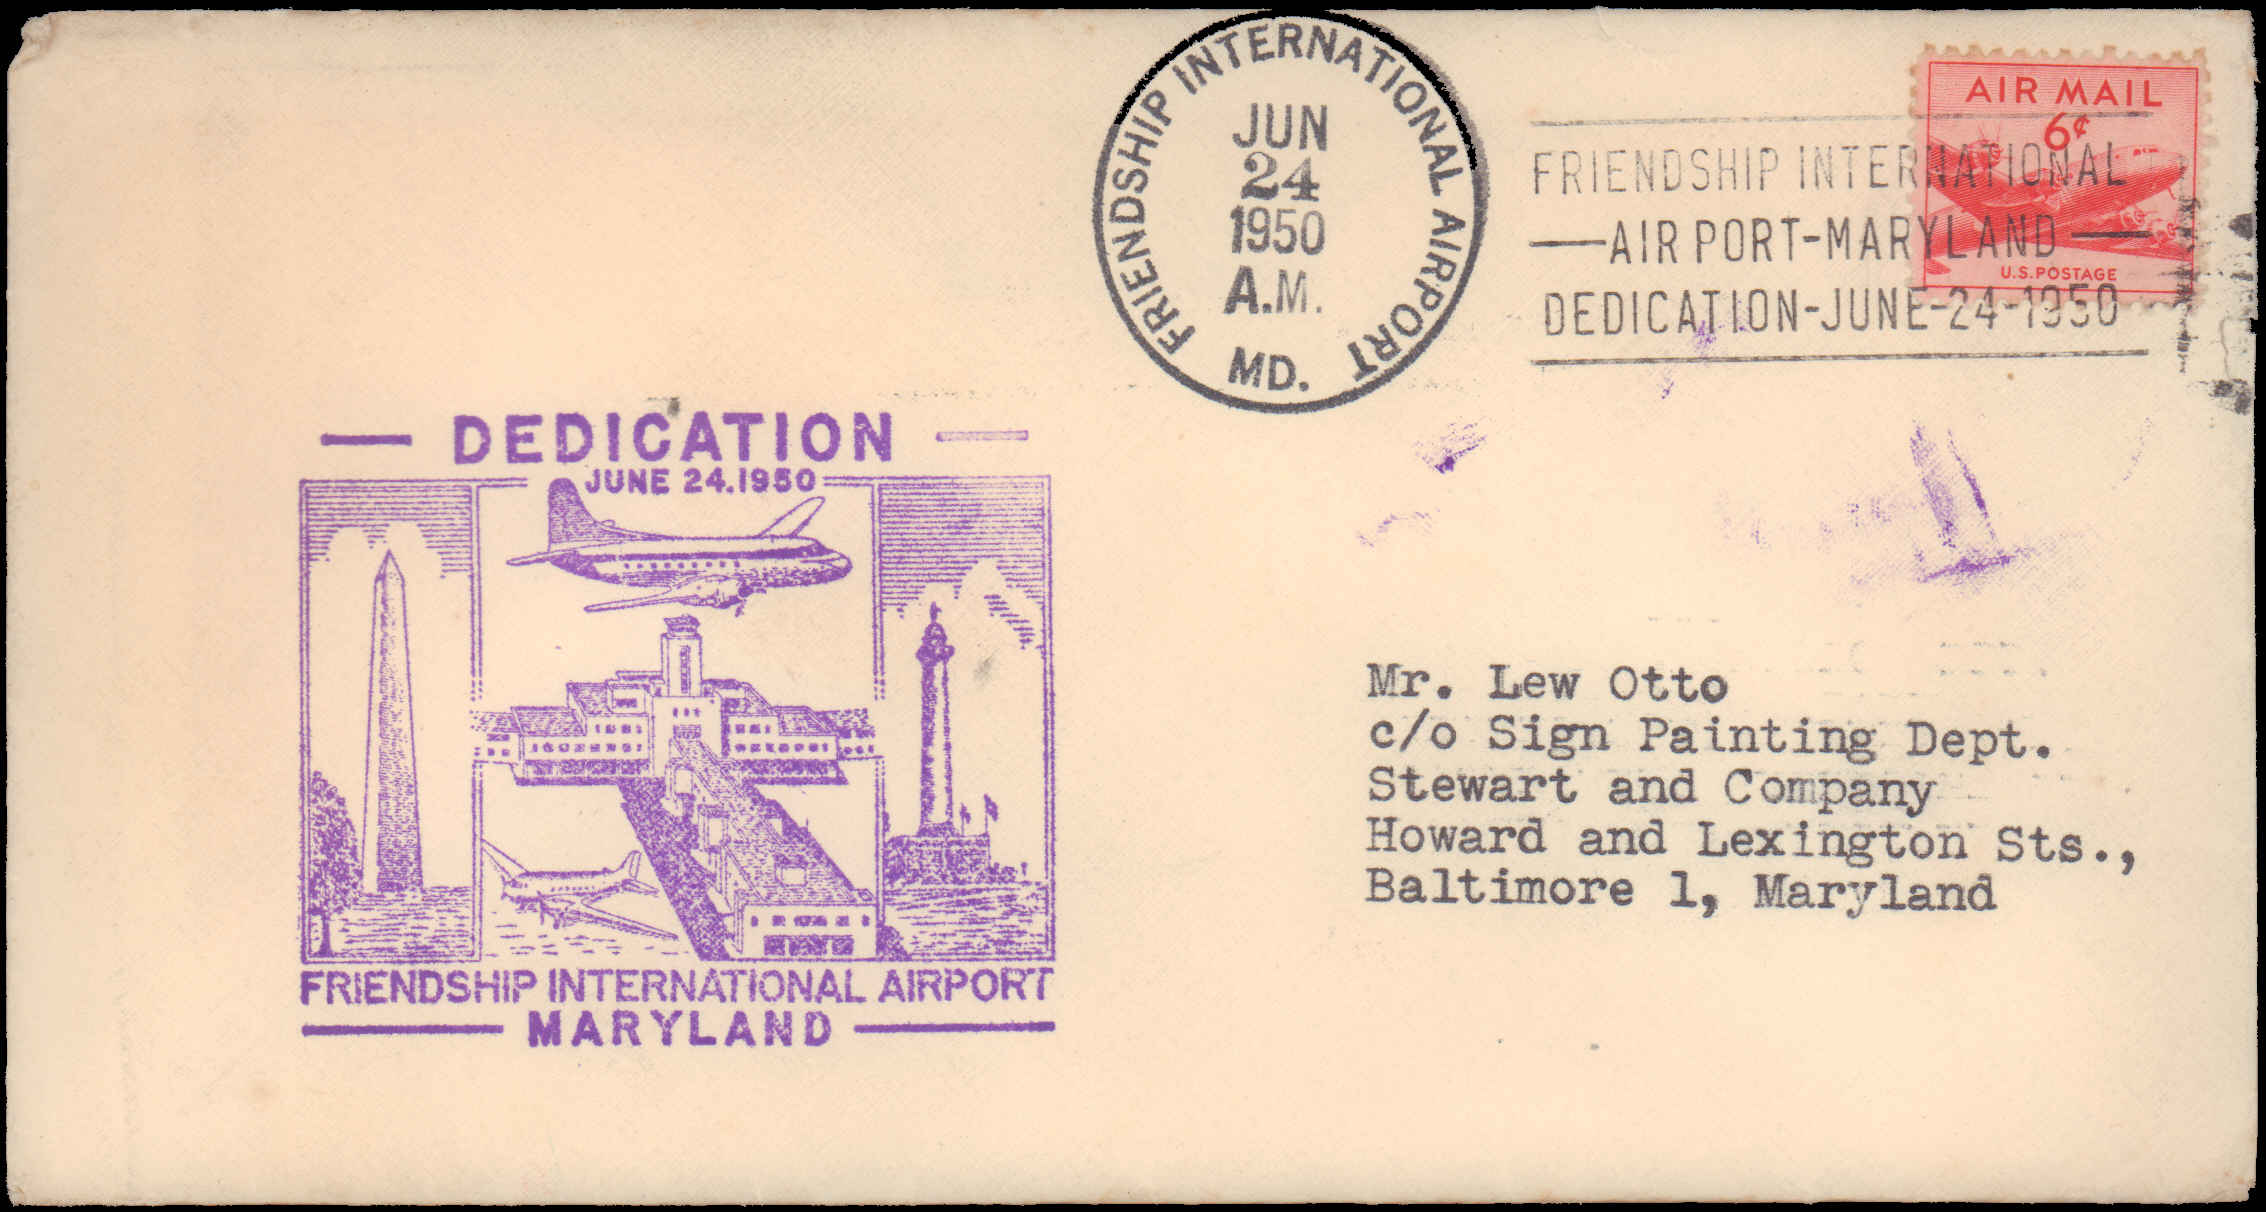 FRIENDSHIP INTERNATIONAL AIRPORT
JUN
24
1950
A.M.
MD.
AIR MAIL
6¢
U.S. POSTAGE
FRIENDSHIP INTERNATIONAL
AIRPORT-MARYLAND
DEDICATION-JUNE-24-1950
DEDICATION
JUNE 24.1950
FRIENDSHIP INTERNATIONAL AIRPORT
MARYLAND
Mr. Lew Otto
c/o Sign Painting Dept.
Stewart and Company
Howard and Lexington Sts.,
Baltimore 1, Maryland